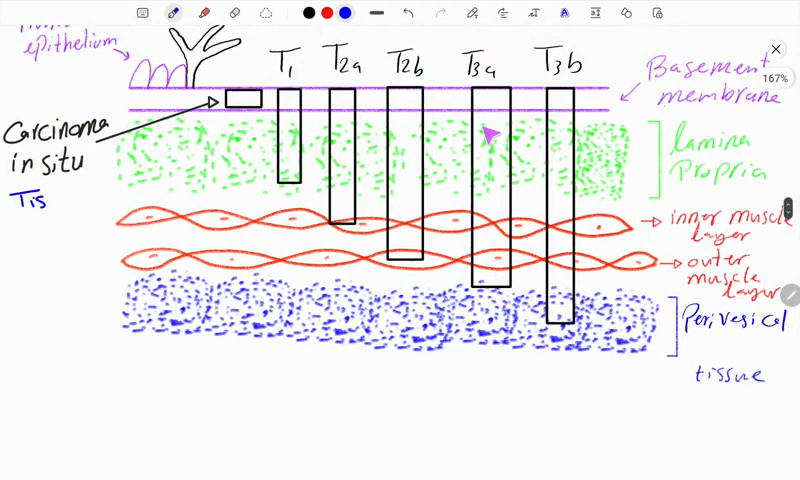 epithelium
T1
T2a
T2b
T3a
T3b
167%
Basement
membrane
Carcinoma
in situ
Tis
lamina
propria
inner muscle
layer
outer
muscle
layer
Perivesical
tissue